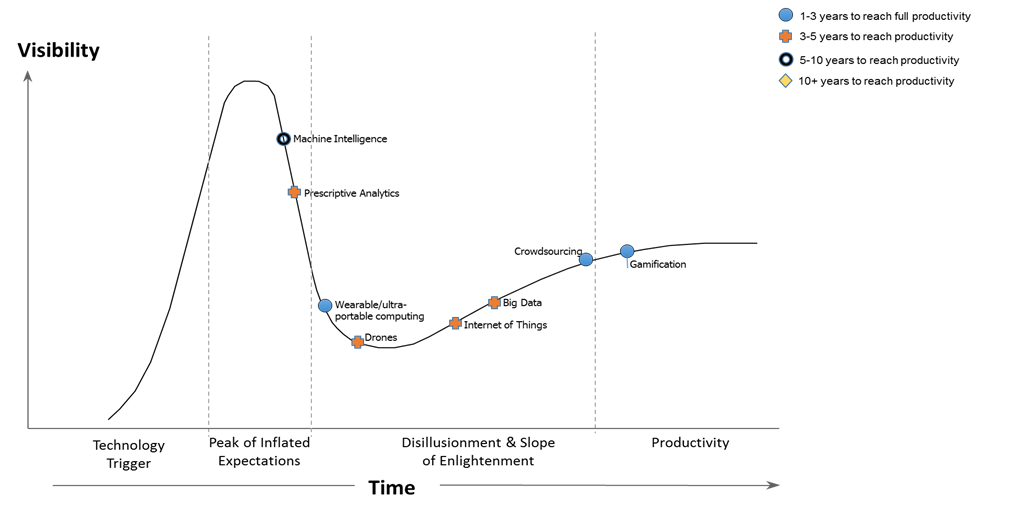 1-3 years to reach full productivity
3-5 years to reach productivity
5-10 years to reach productivity
10+ years to reach productivity
Visibility
Machine Intelligence
Prescriptive Analytics
Wearable/ultra-
portable computing
Drones
Internet of Things
Big Data
Crowdsourcing
Gamification
Technology
Trigger
Peak of Inflated
Expectations
Disillusionment & Slope
of Enlightenment
Productivity
Time